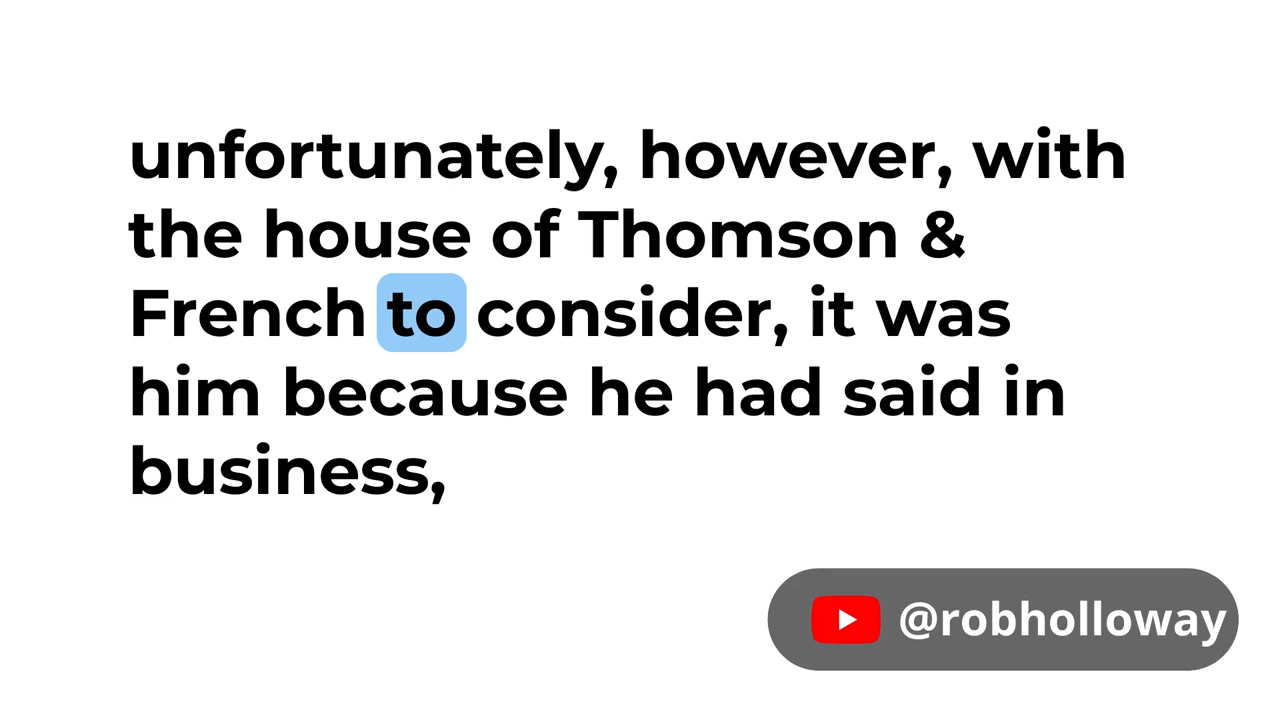 unfortunately, however, with
the house of Thomson &
French to consider, it was
him because he had said in
business,
@robholloway